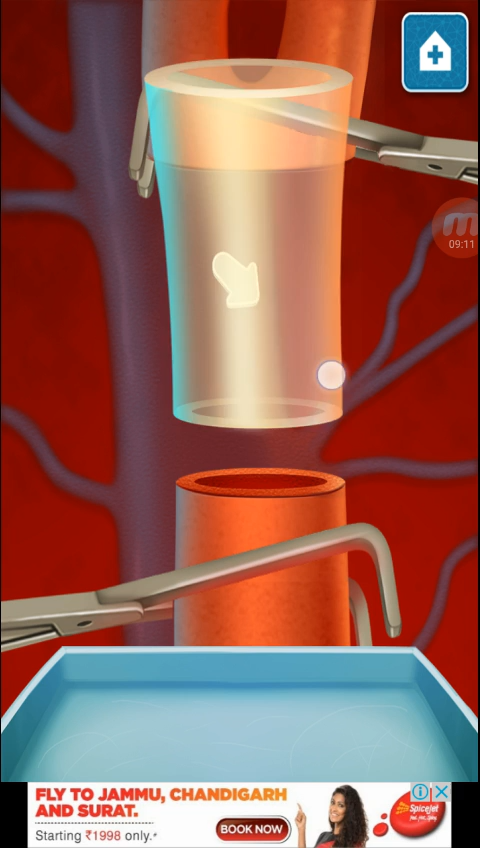 09:11
FLY TO JAMMU, CHANDIGARH
AND SURAT.
Starting ₹1998 only.*
BOOK NOW
SpiceJet